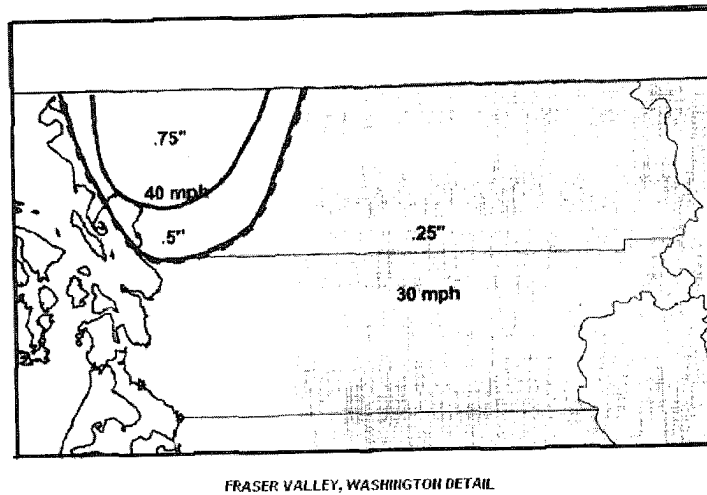 .75"
40 mph
.5"
.25"
30 mph
FRASER VALLEY, WASHINGTON DETAIL